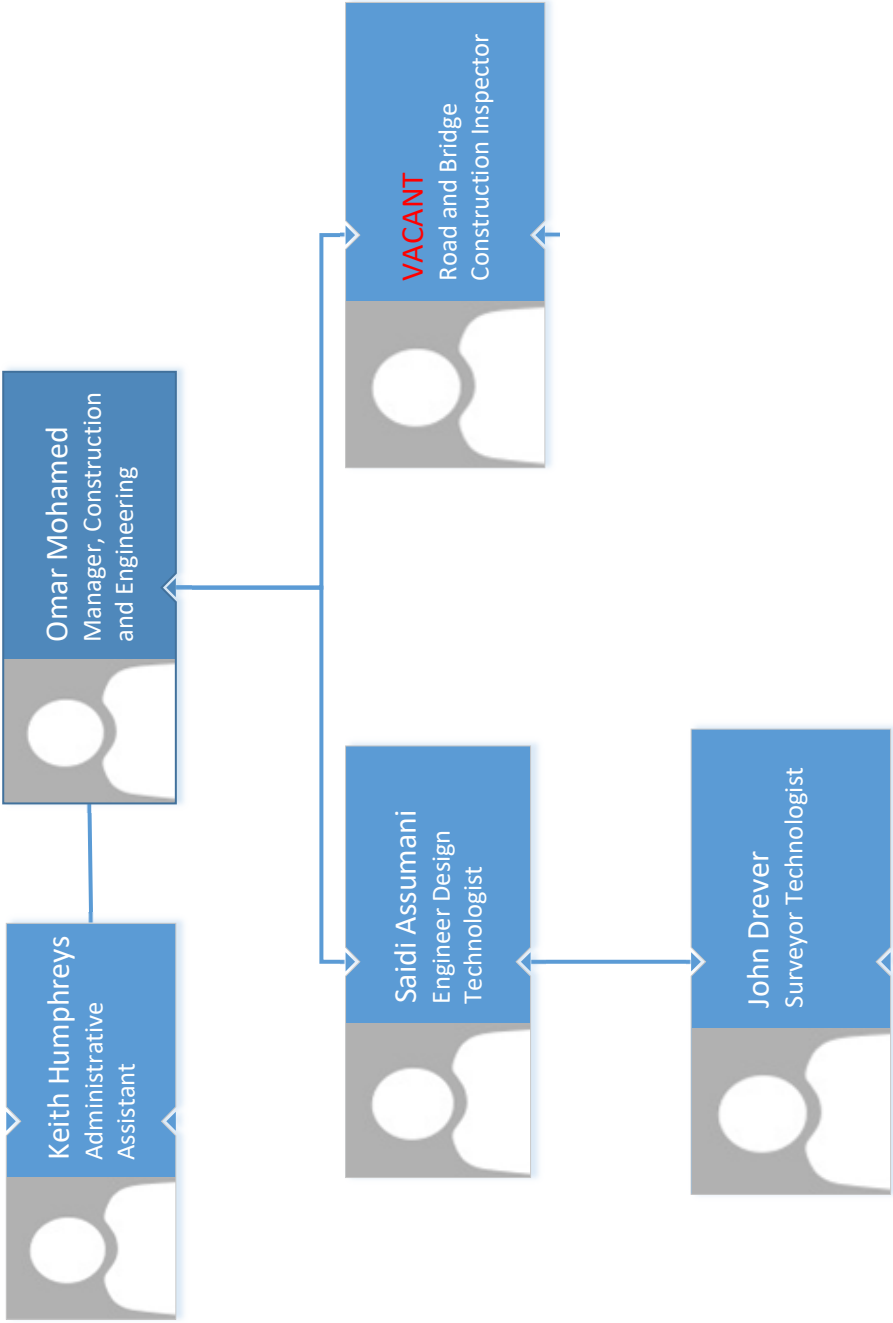 Keith Humphreys
Administrative
Assistant
Omar Mohamed
Manager, Construction
and Engineering
Saidi Assumani
Engineer Design
Technologist
VACANT
Road and Bridge
Construction Inspector
John Drever
Surveyor Technologist